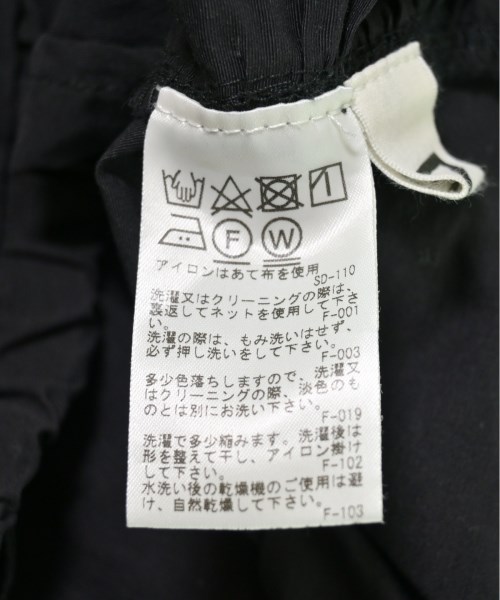 F W
アイロンはあて布を使用
SD-110
洗濯又はクリーニングの際は、
裏返してネットを使用して下さ
い。 F-001
洗濯の際は、もみ洗いはせず、
必ず押し洗いをして下さい。
F-003
多少色落ちしますので、洗濯又
はクリーニングの際、淡色のも
のとは別にお洗い下さい。
F-019
洗濯で多少縮みます。洗濯後は
形を整えて干し、アイロン掛け
して下さい。 F-102
水洗い後の乾燥機のご使用は避
け、自然乾燥して下さい。
F-103